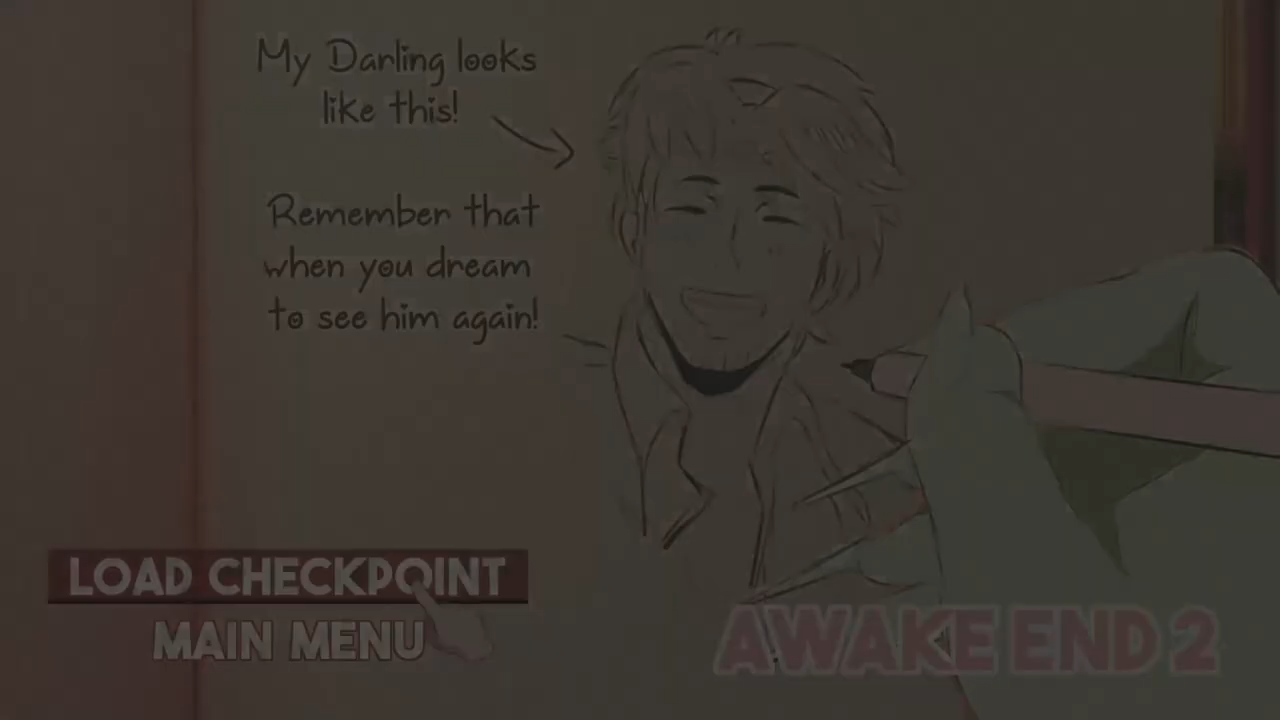 My Darling looks
like this!
Remember that
when you dream
to see him again!
LOAD CHECKPOINT
MAIN MENU
AWAKE END 2